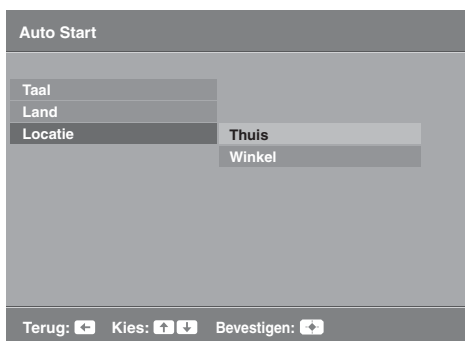 Auto Start
Taal
Land
Locatie
Thuis
Winkel
Terug: Kies: Bevestigen: